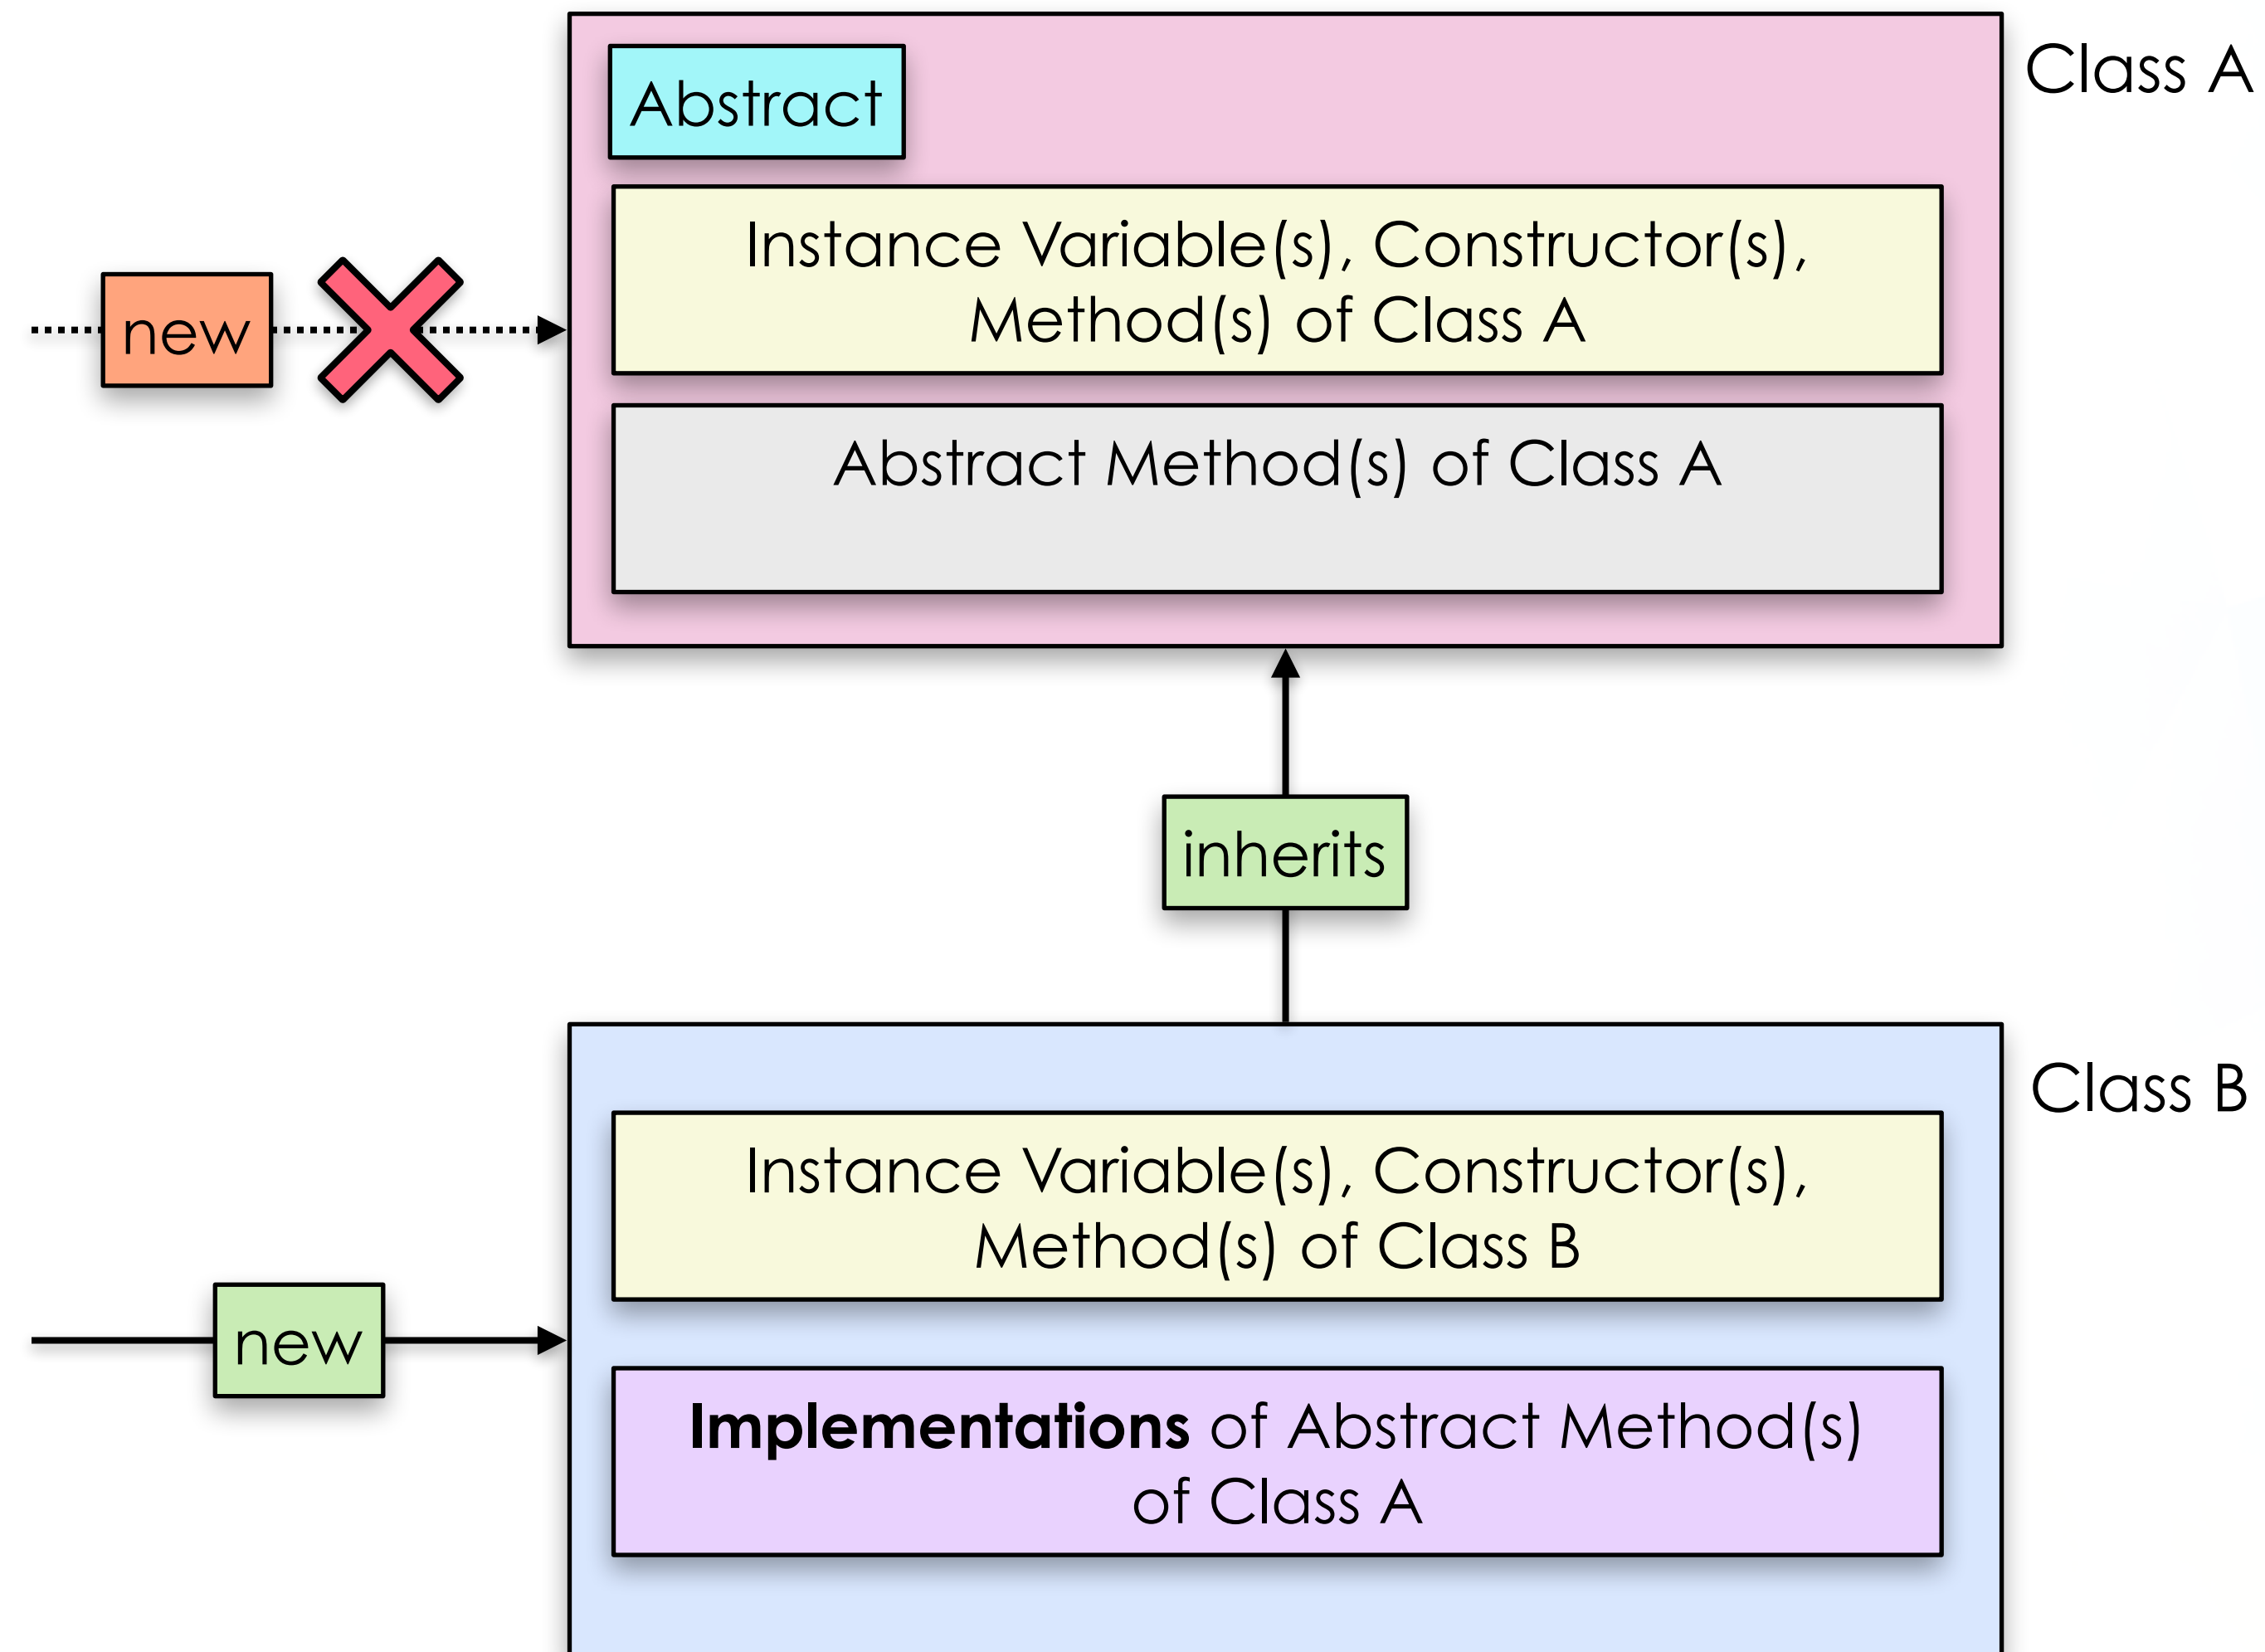 Class A
Abstract
Instance Variable(s), Constructor(s),
Method(s) of Class A
new
Abstract Method(s) of Class A
inherits
Class B
Instance Variable(s), Constructor(s),
Method(s) of Class B
new
Implementations of Abstract Method(s)
of Class A